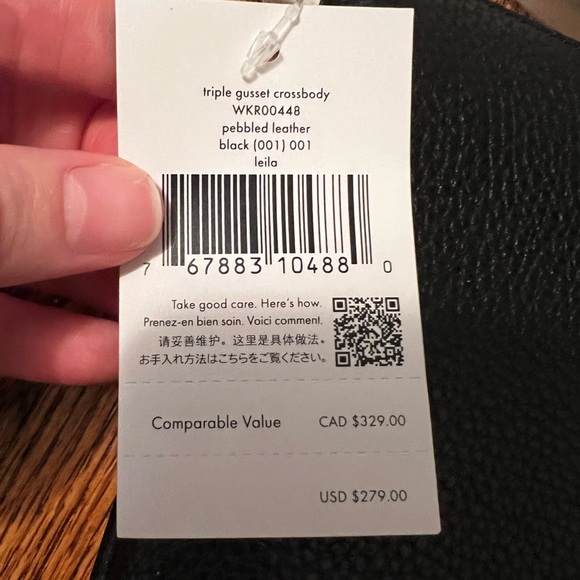 triple gusset crossbody
WKR00448
pebbled leather
black (001) 001
leila
7 67883 10488 0
Take good care. Here's how.
Prenez-en bien soin. Voici comment.
请妥善维护。这里是具体做法。
お手入れ方法はこちらをご覧ください。
Comparable Value CAD $329.00
USD $279.00